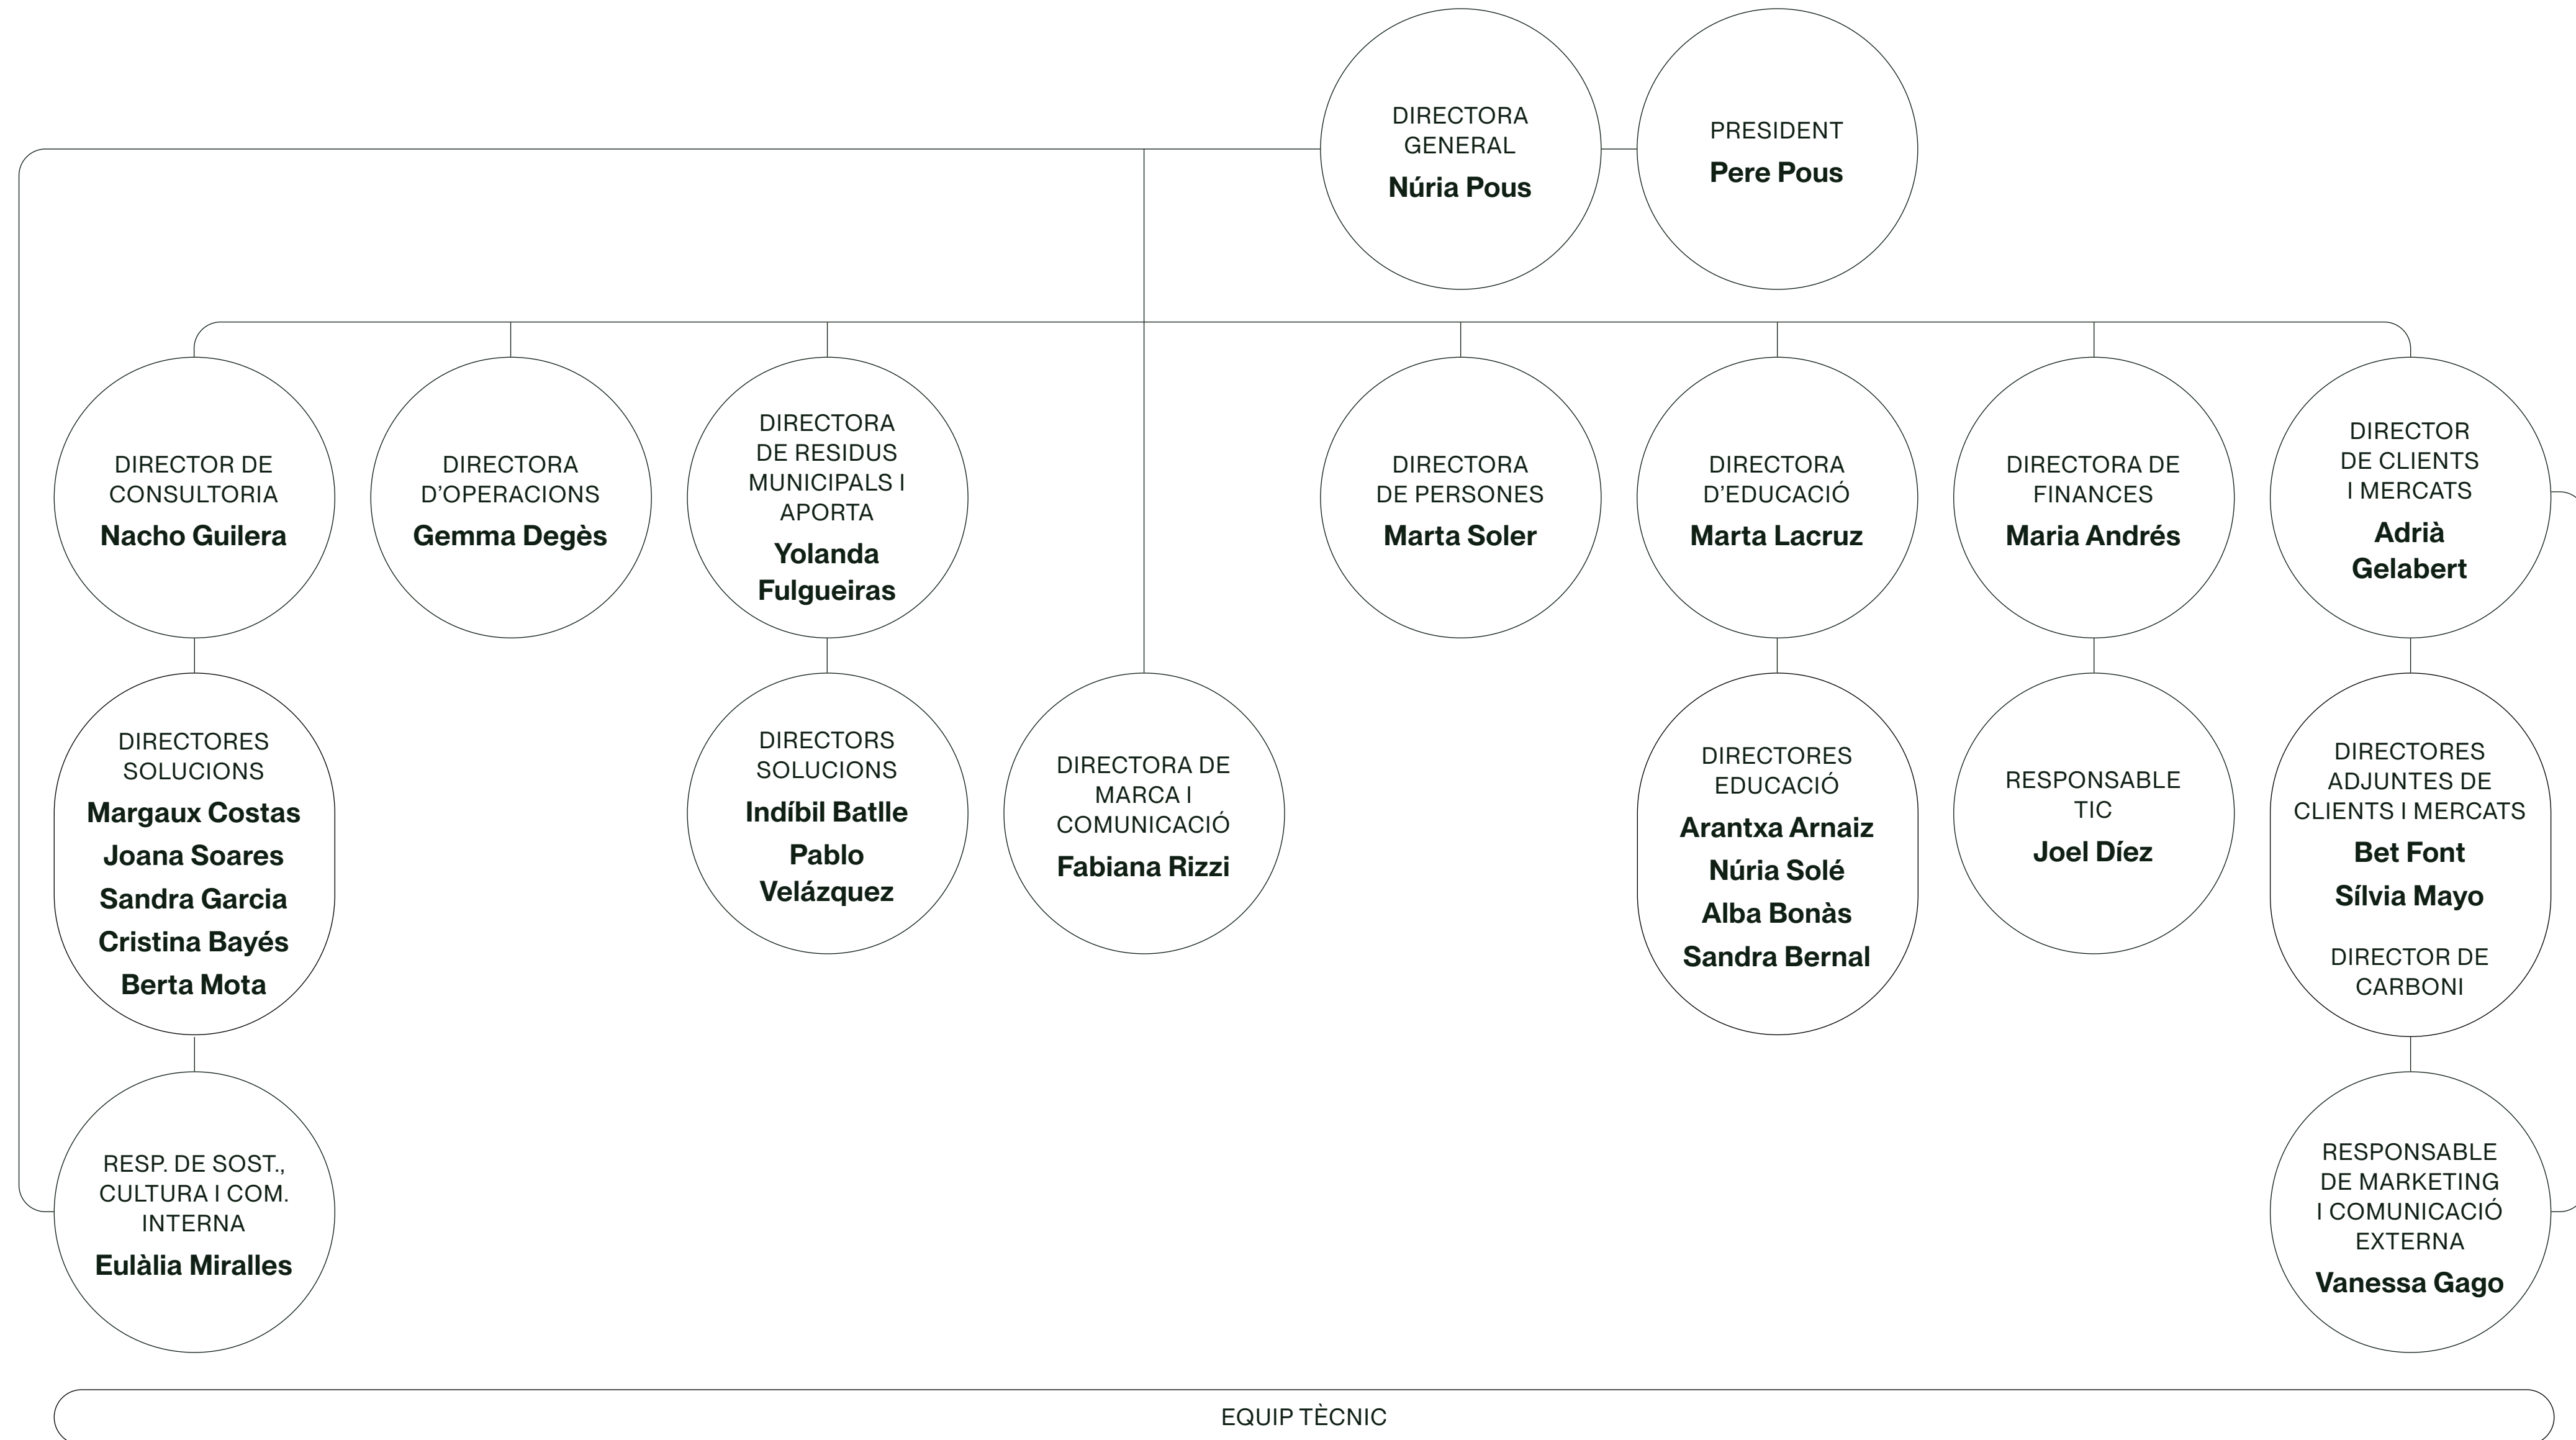 DIRECTORA
GENERAL
Núria Pous
PRESIDENT
Pere Pous
DIRECTOR DE
CONSULTORIA
Nacho Guilera
DIRECTORA
D’OPERACIONS
Gemma Degès
DIRECTORA
DE RESIDUS
MUNICIPALS I
APORTA
Yolanda
Fulgueiras
DIRECTORA
DE PERSONES
Marta Soler
DIRECTORA
D’EDUCACIÓ
Marta Lacruz
DIRECTORA DE
FINANCES
Maria Andrés
DIRECTOR
DE CLIENTS
I MERCATS
Adrià
Gelabert
DIRECTORES
SOLUCIONS
Margaux Costas
Joana Soares
Sandra Garcia
Cristina Bayés
Berta Mota
DIRECTORS
SOLUCIONS
Indíbil Batlle
Pablo
Velázquez
DIRECTORA DE
MARCA I
COMUNICACIÓ
Fabiana Rizzi
DIRECTORES
EDUCACIÓ
Arantxa Arnaiz
Núria Solé
Alba Bonàs
Sandra Bernal
RESPONSABLE
TIC
Joel Díez
DIRECTORES
ADJUNTES DE
CLIENTS I MERCATS
Bet Font
Sílvia Mayo
DIRECTOR DE
CARBONI
RESP. DE SOST.,
CULTURA I COM.
INTERNA
Eulàlia Miralles
RESPONSABLE
DE MARKETING
I COMUNICACIÓ
EXTERNA
Vanessa Gago
EQUIP TÈCNIC